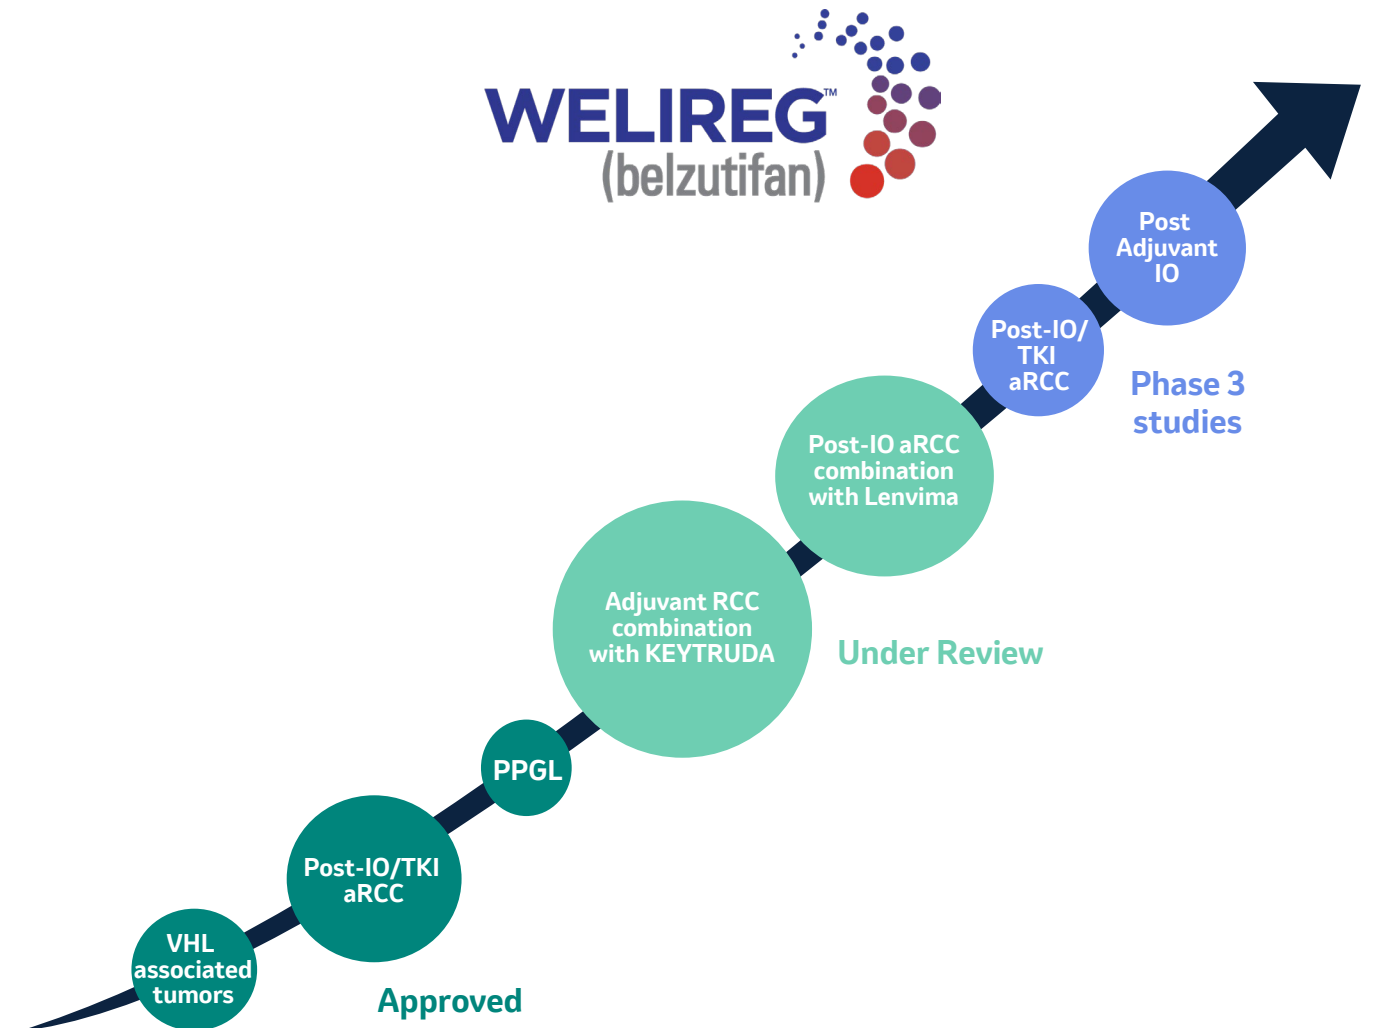 WELIREG™
(belzutifan)
Post
Adjuvant
IO
Post-IO/
TKI
aRCC
Phase 3
studies
Post-IO aRCC
combination
with Lenvima
Adjuvant RCC
combination
with KEYTRUDA
Under Review
PPGL
Post-IO/TKI
aRCC
VHL
associated
tumors
Approved